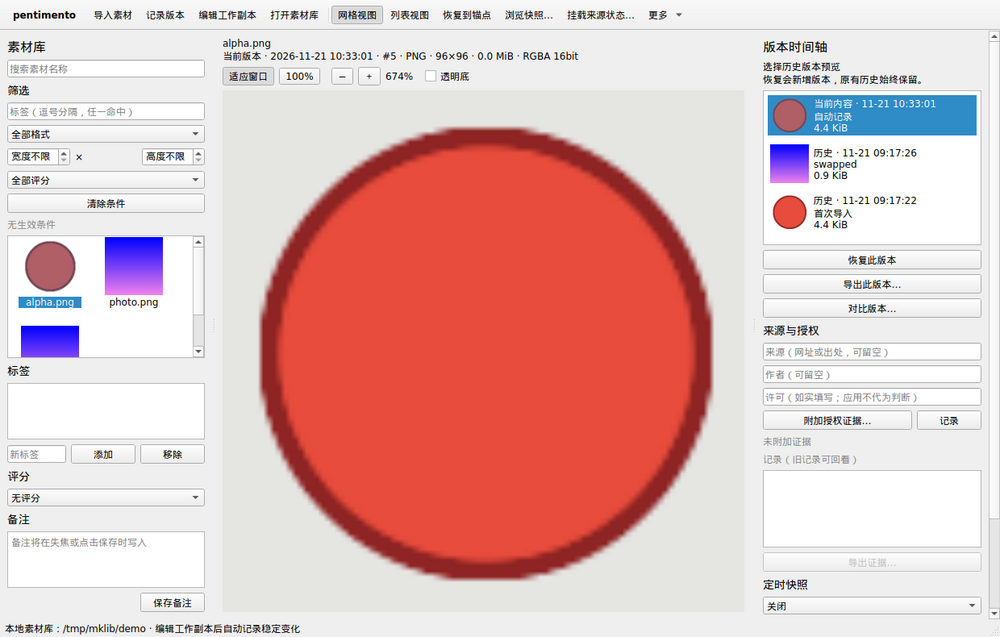 pentimento 导入素材 记录版本 编辑工作副本 打开素材库 网格视图 列表视图 恢复到锚点 浏览快照… 挂载来源状态… 更多
素材库
搜索素材名称
筛选
标签（逗号分隔，任一命中）
全部格式
宽度不限 × 高度不限
全部评分
清除条件
无生效条件
alpha.png photo.png
标签
新标签 添加 移除
评分
无评分
备注
备注将在失焦或点击保存时写入
保存备注
alpha.png
当前版本 · 2026-11-21 10:33:01 · #5 · PNG · 96×96 · 0.0 MiB · RGBA 16bit
适应窗口 100% − + 674% 透明底
版本时间轴
选择历史版本预览
恢复会新增版本，原有历史始终保留。
当前内容 · 11-21 10:33:01
自动记录
4.4 KiB
历史 · 11-21 09:17:26
swapped
0.9 KiB
历史 · 11-21 09:17:22
首次导入
4.4 KiB
恢复此版本
导出此版本…
对比版本…
来源与授权
来源（网址或出处，可留空）
作者（可留空）
许可（如实填写；应用不代为判断）
附加授权证据… 记录
未附加证据
记录（旧记录可回看）
导出证据…
定时快照
关闭
本地素材库：/tmp/mklib/demo · 编辑工作副本后自动记录稳定变化